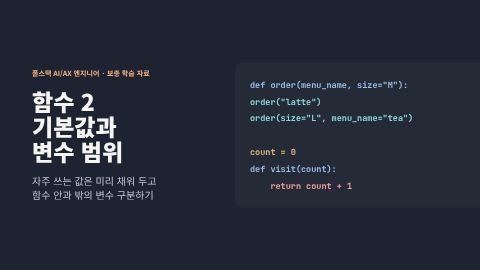 풀스택 AI/AX 엔지니어 · 보충 학습 자료
함수 2
기본값과
변수 범위
자주 쓰는 값은 미리 채워 두고
함수 안과 밖의 변수 구분하기
def order(menu_name, size="M"):
order("latte")
order(size="L", menu_name="tea")
count = 0
def visit(count):
    return count + 1